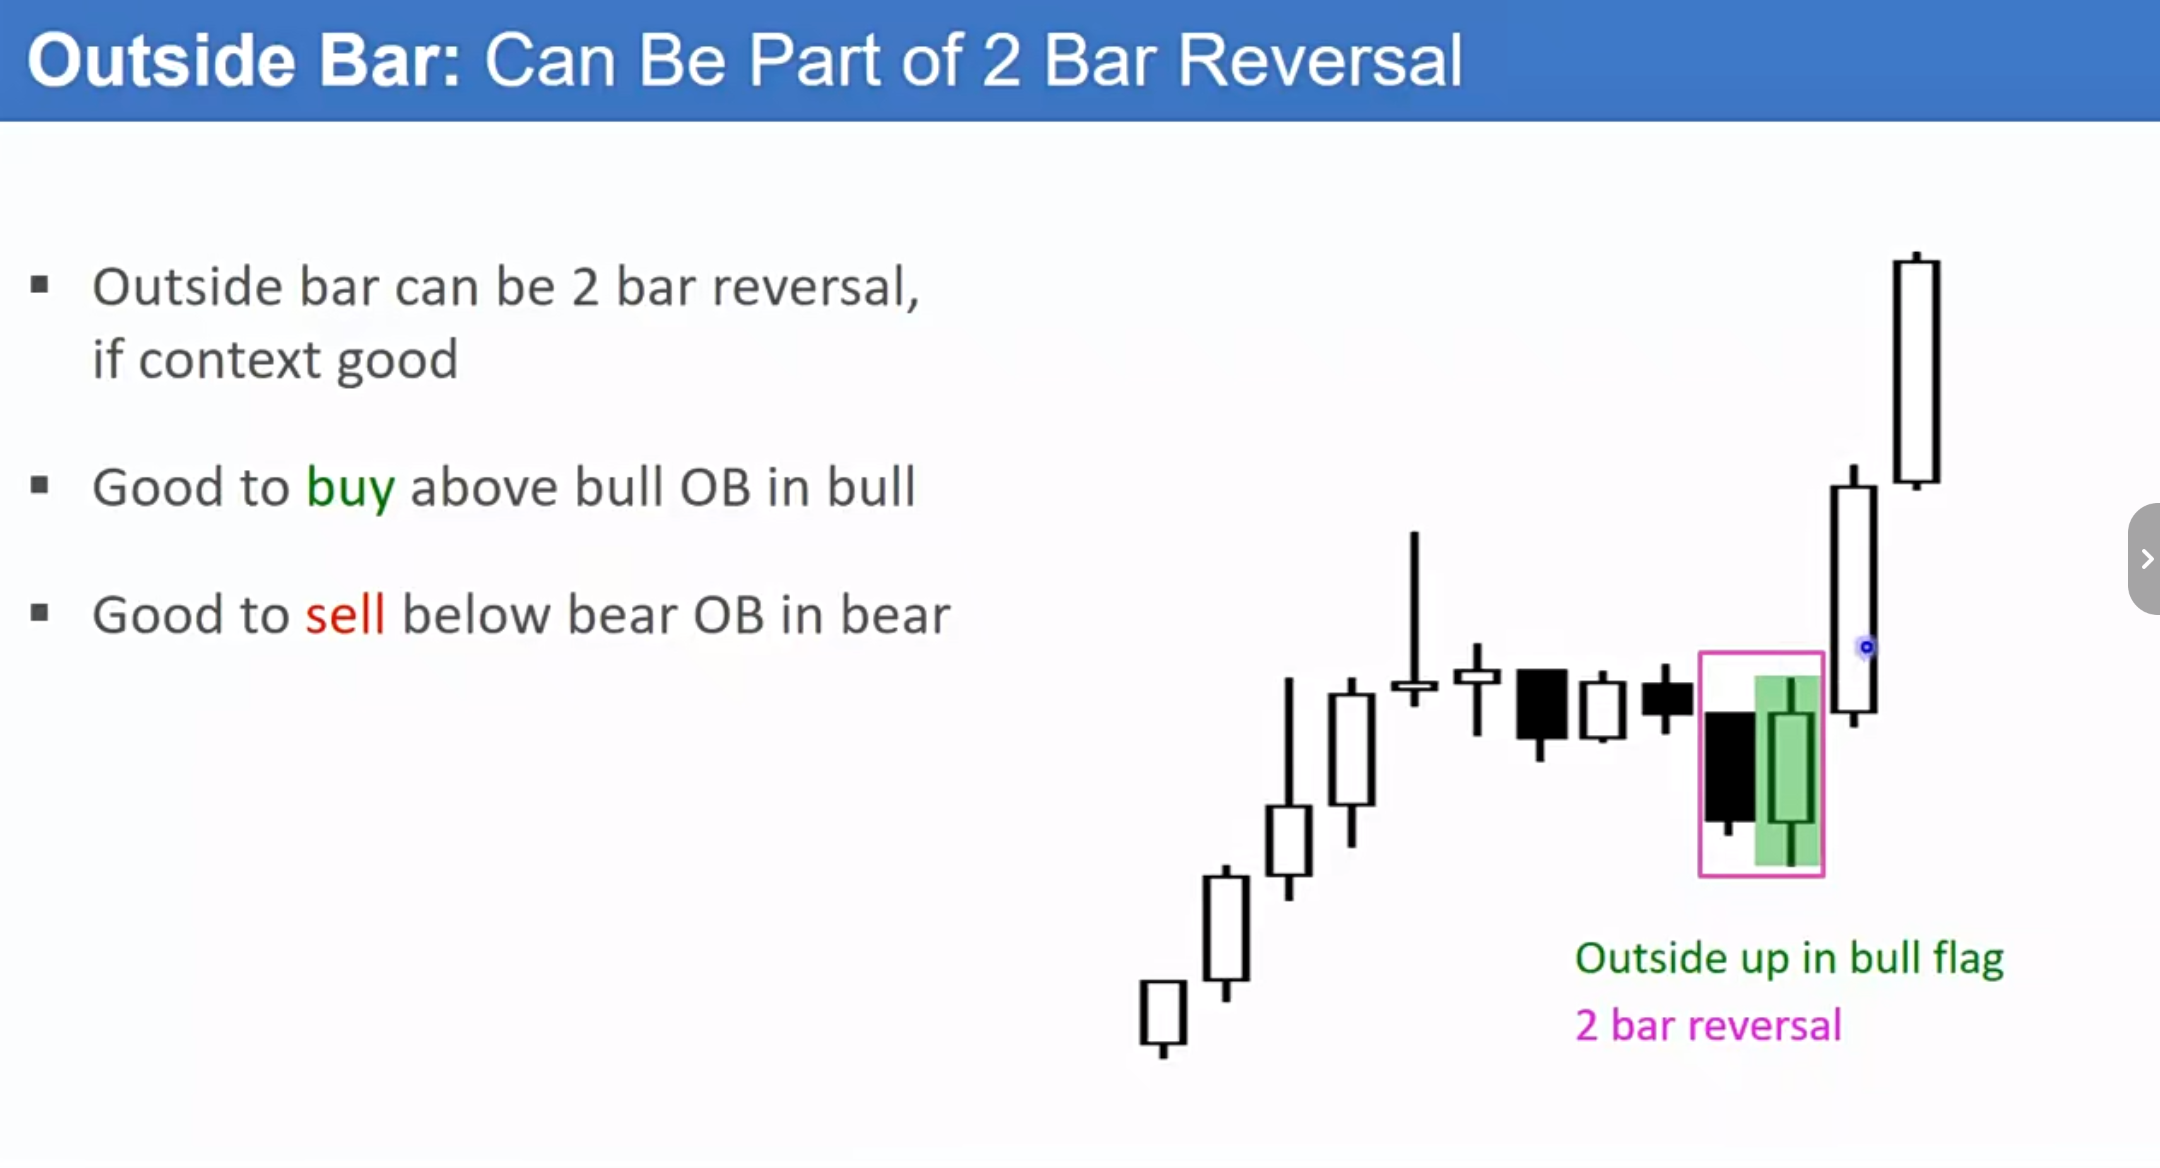 Outside Bar: Can Be Part of 2 Bar Reversal
▪ Outside bar can be 2 bar reversal,
if context good
▪ Good to buy above bull OB in bull
▪ Good to sell below bear OB in bear
Outside up in bull flag
2 bar reversal